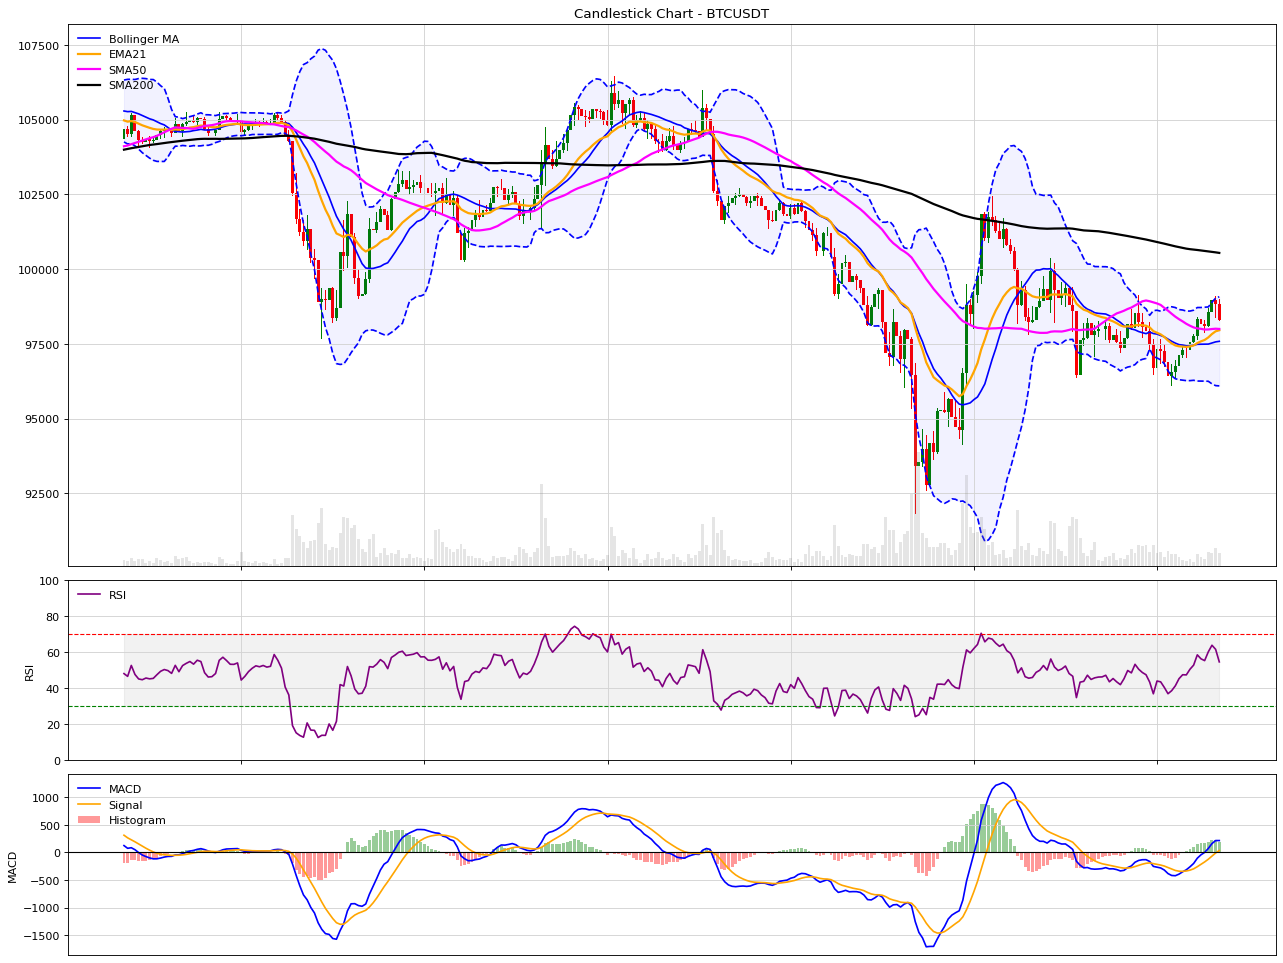 Candlestick Chart - BTCUSDT
Bollinger MA
EMA21
SMA50
SMA200
107500
105000
102500
100000
97500
95000
92500
RSI
RSI
100
80
60
40
20
0
MACD
Signal
Histogram
MACD
1000
500
0
−500
−1000
−1500